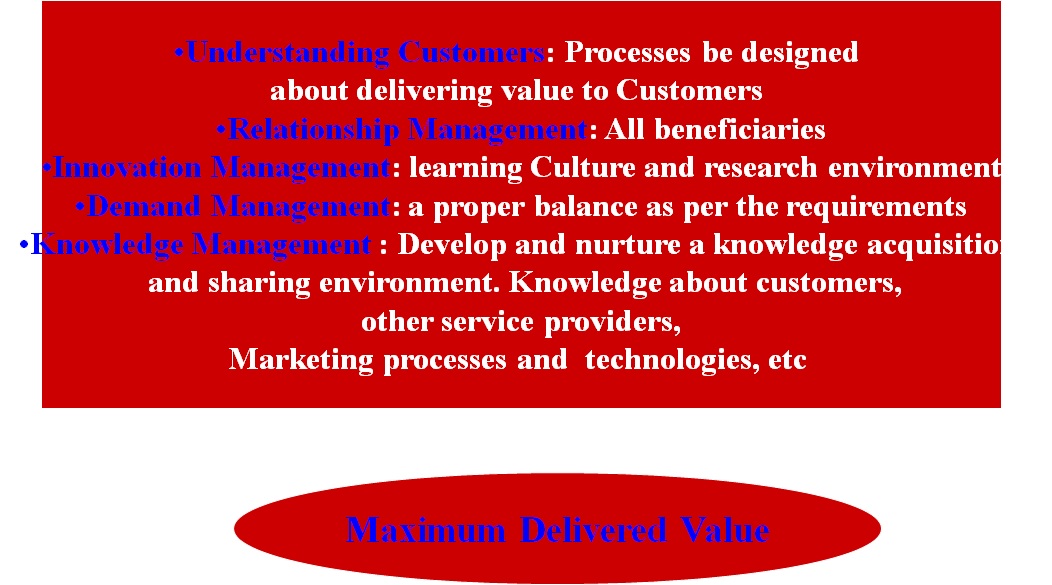 •Understanding Customers: Processes be designed
about delivering value to Customers
•Relationship Management: All beneficiaries
•Innovation Management: learning Culture and research environment
•Demand Management: a proper balance as per the requirements
•Knowledge Management : Develop and nurture a knowledge acquisition
and sharing environment. Knowledge about customers,
other service providers,
Marketing processes and  technologies, etc
Maximum Delivered Value